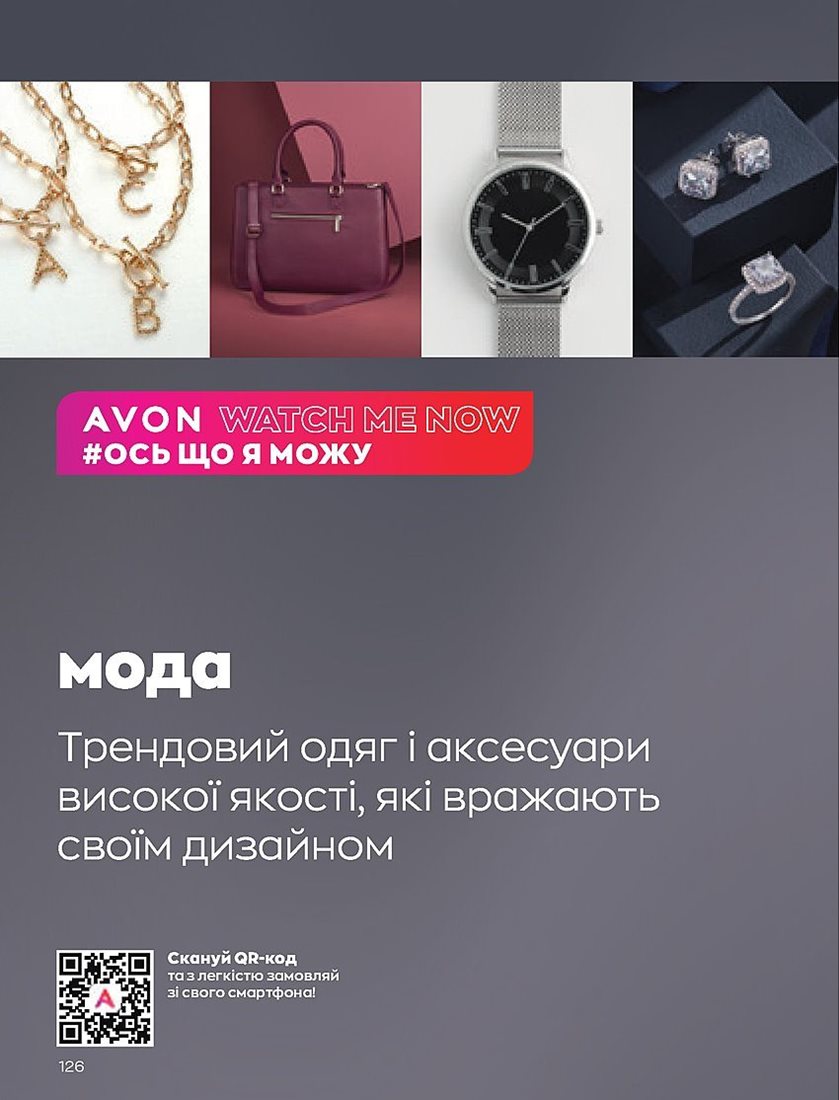 A
C
B
AVON WATCH ME NOW
#ОСЬ ЩО Я МОЖУ
мода
Трендовий одяг і аксесуари
високої якості, які вражають
своїм дизайном
Скануй QR-код
та з легкістю замовляй
зі свого смартфона!
A
126